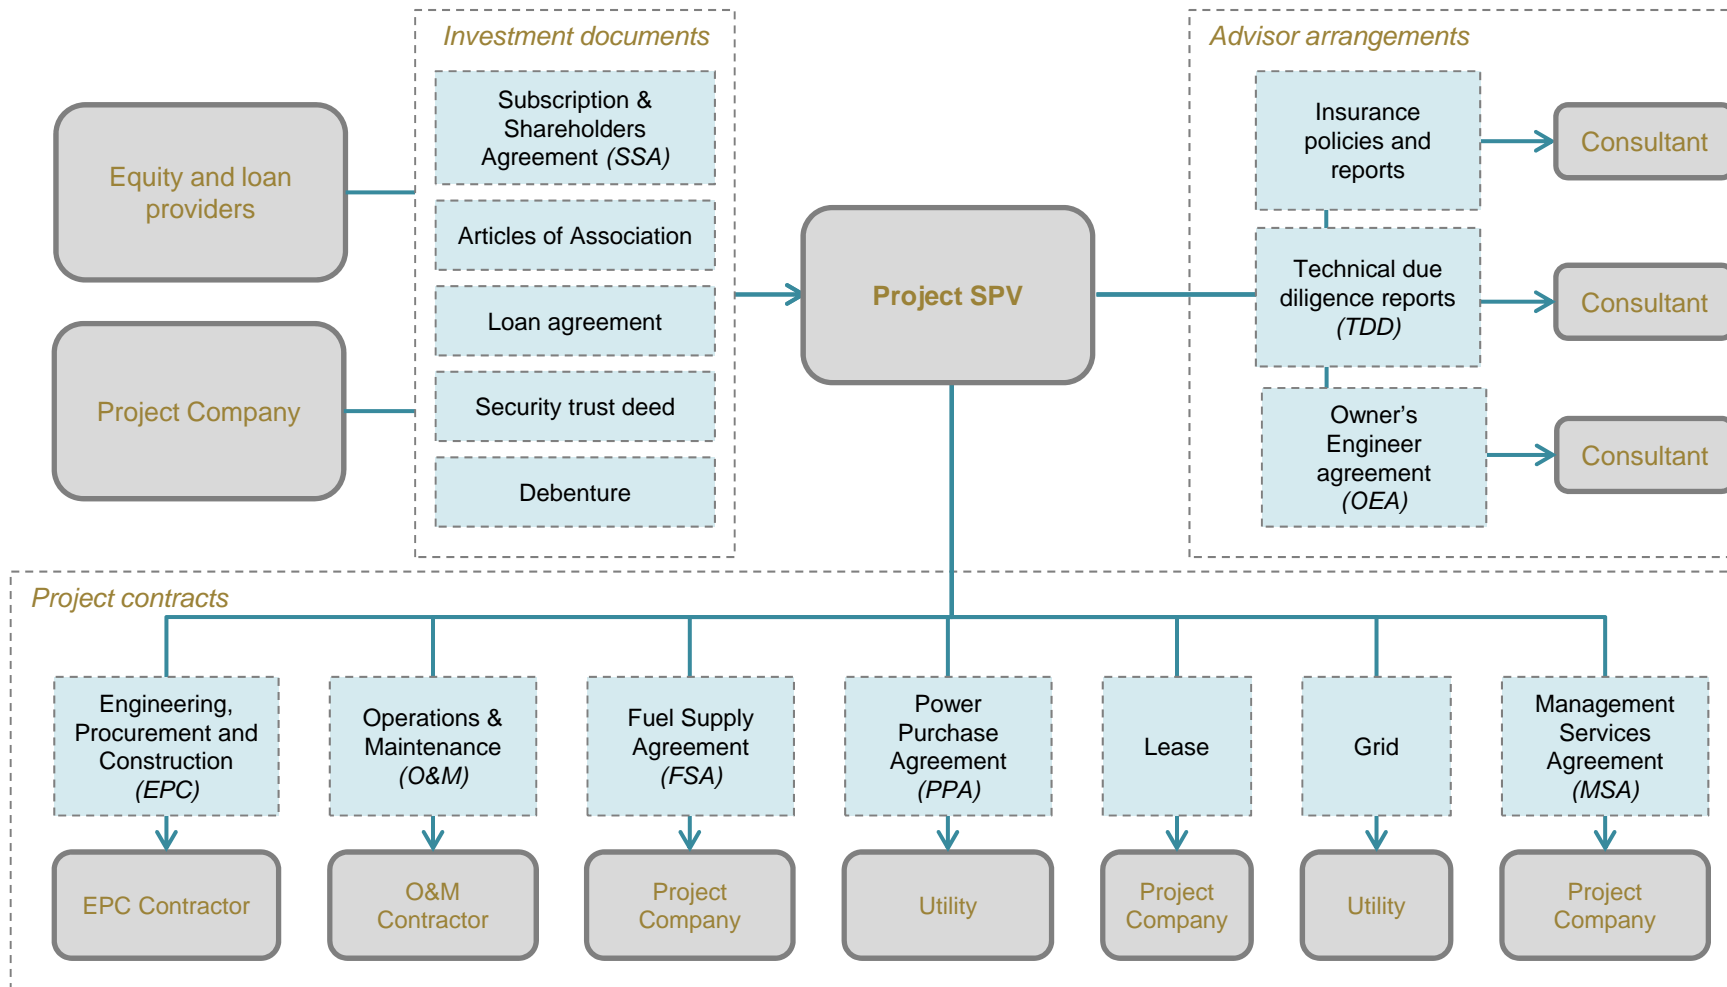 Investment documents
Advisor arrangements
Equity and loan
providers
Project Company
Subscription &
Shareholders
Agreement (SSA)
Articles of Association
Loan agreement
Security trust deed
Debenture
Project SPV
Insurance
policies and
reports
Consultant
Technical due
diligence reports
(TDD)
Consultant
Owner’s
Engineer
agreement
(OEA)
Consultant
Project contracts
Engineering,
Procurement and
Construction
(EPC)
Operations &
Maintenance
(O&M)
Fuel Supply
Agreement
(FSA)
Power
Purchase
Agreement
(PPA)
Lease
Grid
Management
Services
Agreement
(MSA)
EPC Contractor
O&M
Contractor
Project
Company
Utility
Project
Company
Utility
Project
Company